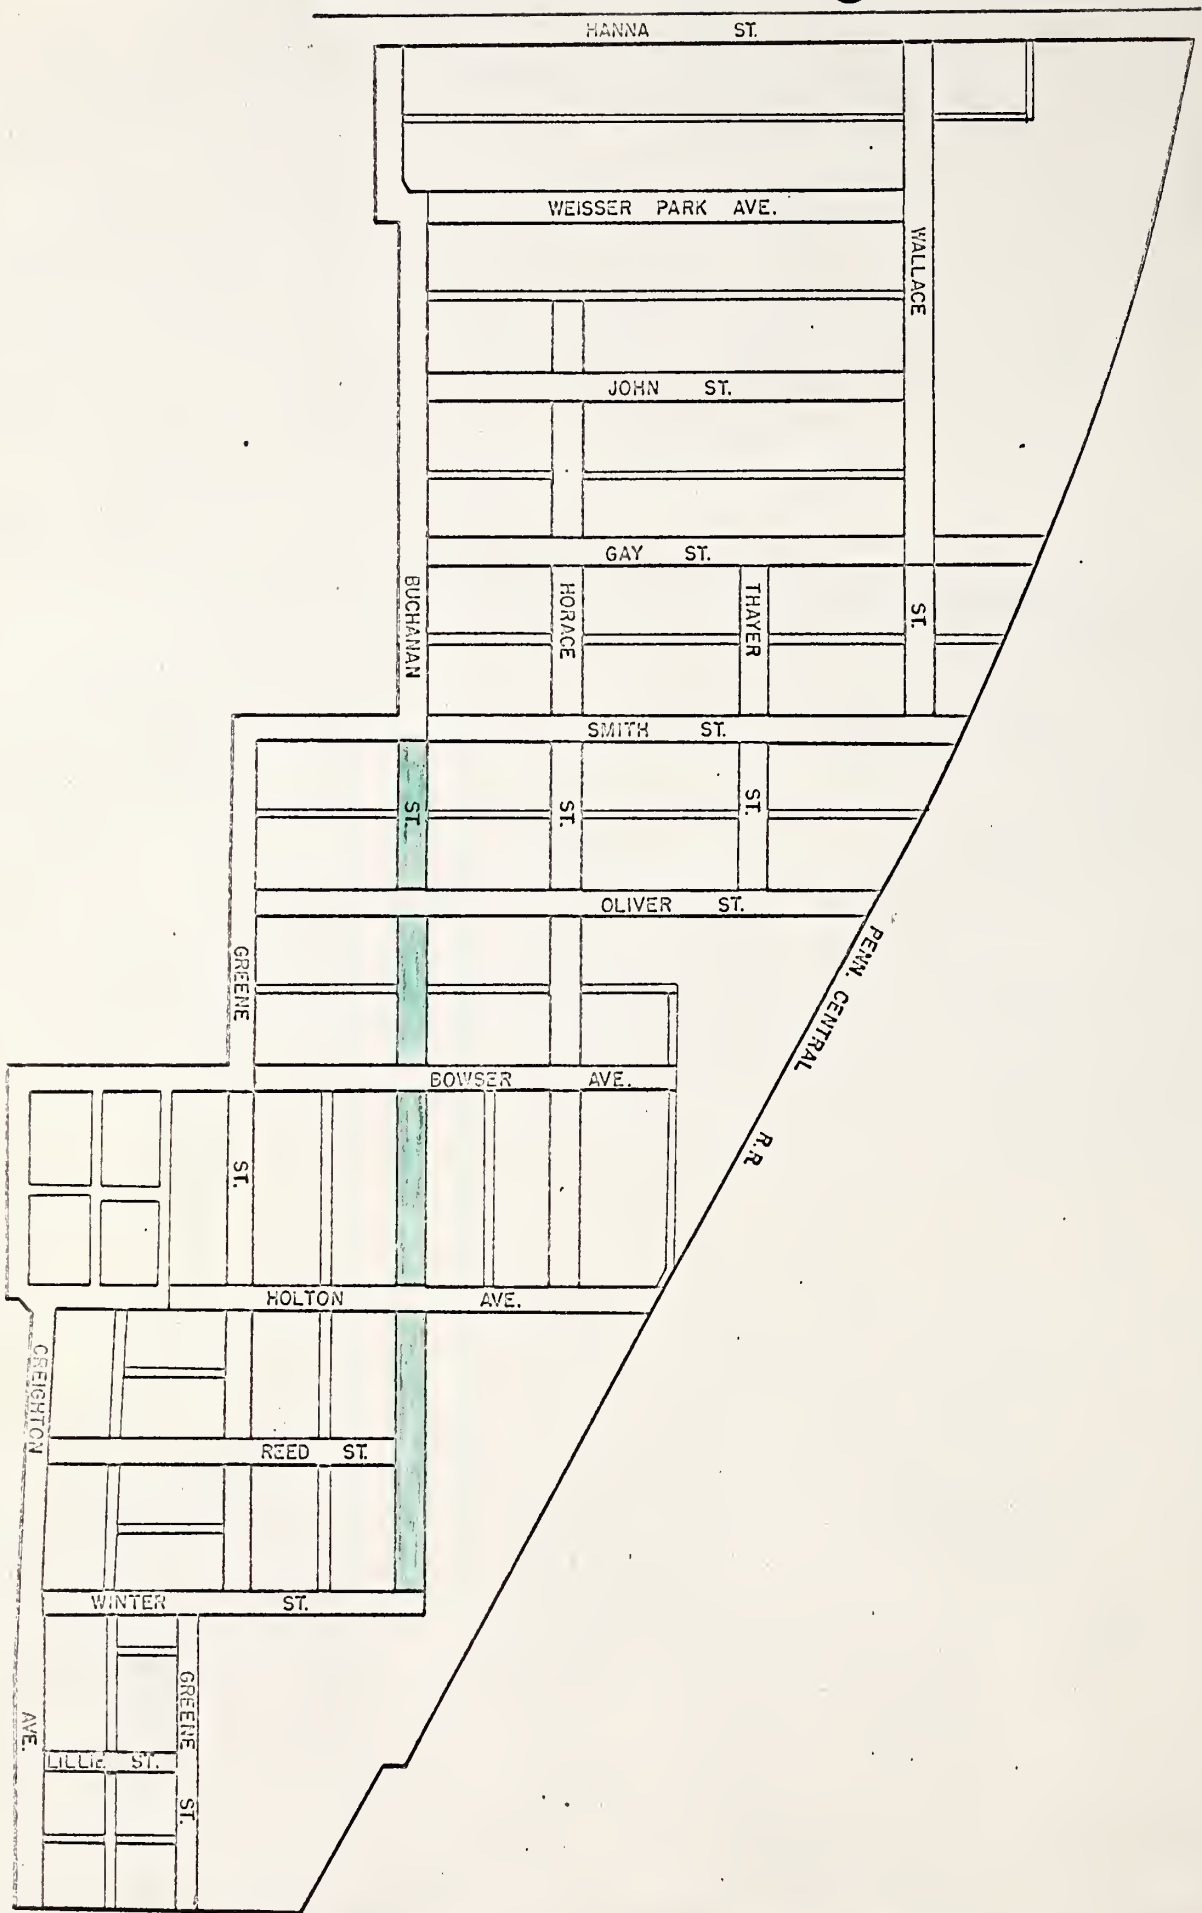 HANNA ST.
WEISSER PARK AVE.
WALLACE
JOHN ST.
GAY ST.
BUCHANAN
HORACE
THAYER
ST.
SMITH ST.
ST.
ST.
ST.
OLIVER ST.
GREENE
PENN. CENTRAL
R.R.
BOWSER AVE.
ST.
HOLTON AVE.
CREIGHTON
REED ST.
WINTER ST.
GREENE
AVE.
LILLIE ST.
ST.